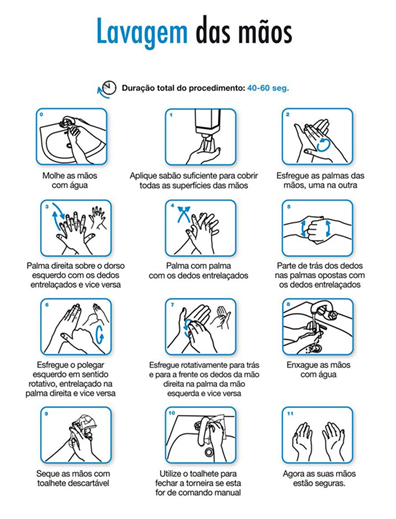 Lavagem das mãos
Duração total do procedimento: 40-60 seg.
0
Molhe as mãos
com água
1
Aplique sabão suficiente para cobrir
todas as superfícies das mãos
2
Esfregue as palmas das
mãos, uma na outra
3
Palma direita sobre o dorso
esquerdo com os dedos
entrelaçados e vice versa
4
Palma com palma
com os dedos entrelaçados
5
Parte de trás dos dedos
nas palmas opostas com
os dedos entrelaçados
6
Esfregue o polegar
esquerdo em sentido
rotativo, entrelaçado na
palma direita e vice versa
7
Esfregue rotativamente para trás
e para a frente os dedos da mão
direita na palma da mão
esquerda e vice versa
8
Enxague as mãos
com água
9
Seque as mãos com
toalhete descartável
10
Utilize o toalhete para
fechar a torneira se esta
for de comando manual
11
Agora as suas mãos
estão seguras.